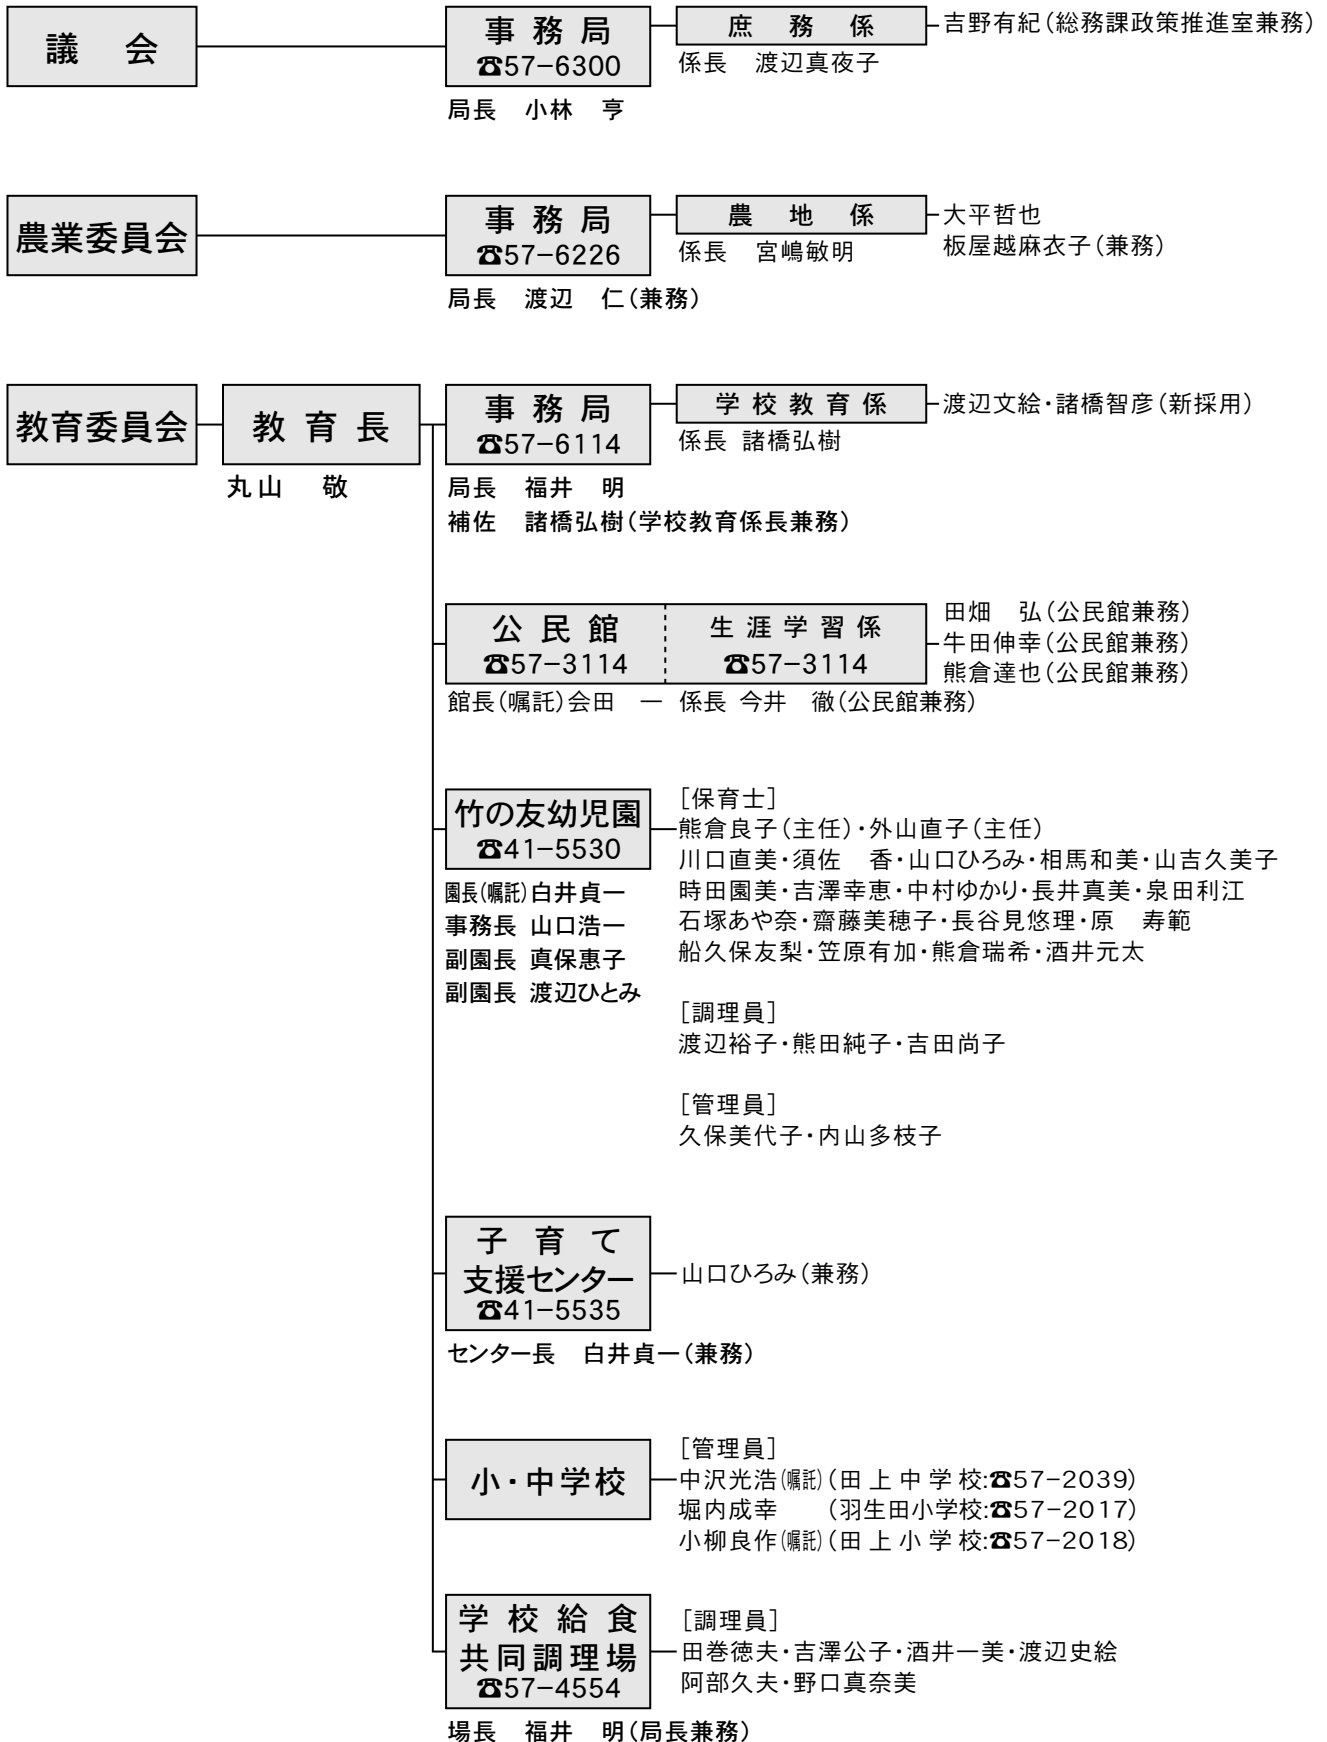 議　会
事 務 局
☎57−6300
局長　小林　亨
庶　務　係
係長　渡辺真夜子
吉野有紀（総務課政策推進室兼務）
農業委員会
事 務 局
☎57−6226
局長　渡辺　仁（兼務）
農　地　係
係長　宮嶋敏明
大平哲也
板屋越麻衣子（兼務）
教育委員会
教 育 長
丸山　敬
事 務 局
☎57−6114
局長　福井　明
補佐　諸橋弘樹（学校教育係長兼務）
学 校 教 育 係
係長 諸橋弘樹
渡辺文絵・諸橋智彦（新採用）
公 民 館
☎57−3114
館長（嘱託）会田　一
生 涯 学 習 係
☎57−3114
係長 今井　徹（公民館兼務）
田畑　弘（公民館兼務）
牛田伸幸（公民館兼務）
熊倉達也（公民館兼務）
竹の友幼児園
☎41−5530
園長（嘱託）白井貞一
事務長 山口浩一
副園長 真保恵子
副園長 渡辺ひとみ
［保育士］
熊倉良子（主任）・外山直子（主任）
川口直美・須佐　香・山口ひろみ・相馬和美・山吉久美子
時田園美・吉澤幸恵・中村ゆかり・長井真美・泉田利江
石塚あや奈・齋藤美穂子・長谷見悠理・原　寿範
船久保友梨・笠原有加・熊倉瑞希・酒井元太
［調理員］
渡辺裕子・熊田純子・吉田尚子
［管理員］
久保美代子・内山多枝子
子　育　て
支援センター
☎41−5535
センター長　白井貞一（兼務）
山口ひろみ（兼務）
小・中学校
［管理員］
中沢光浩（嘱託）（田 上 中 学 校:☎57−2039）
堀内成幸　　（羽生田小学校:☎57−2017）
小柳良作（嘱託）（田 上 小 学 校:☎57−2018）
学 校 給 食
共同調理場
☎57−4554
場長　福井　明（局長兼務）
［調理員］
田巻徳夫・吉澤公子・酒井一美・渡辺史絵
阿部久夫・野口真奈美